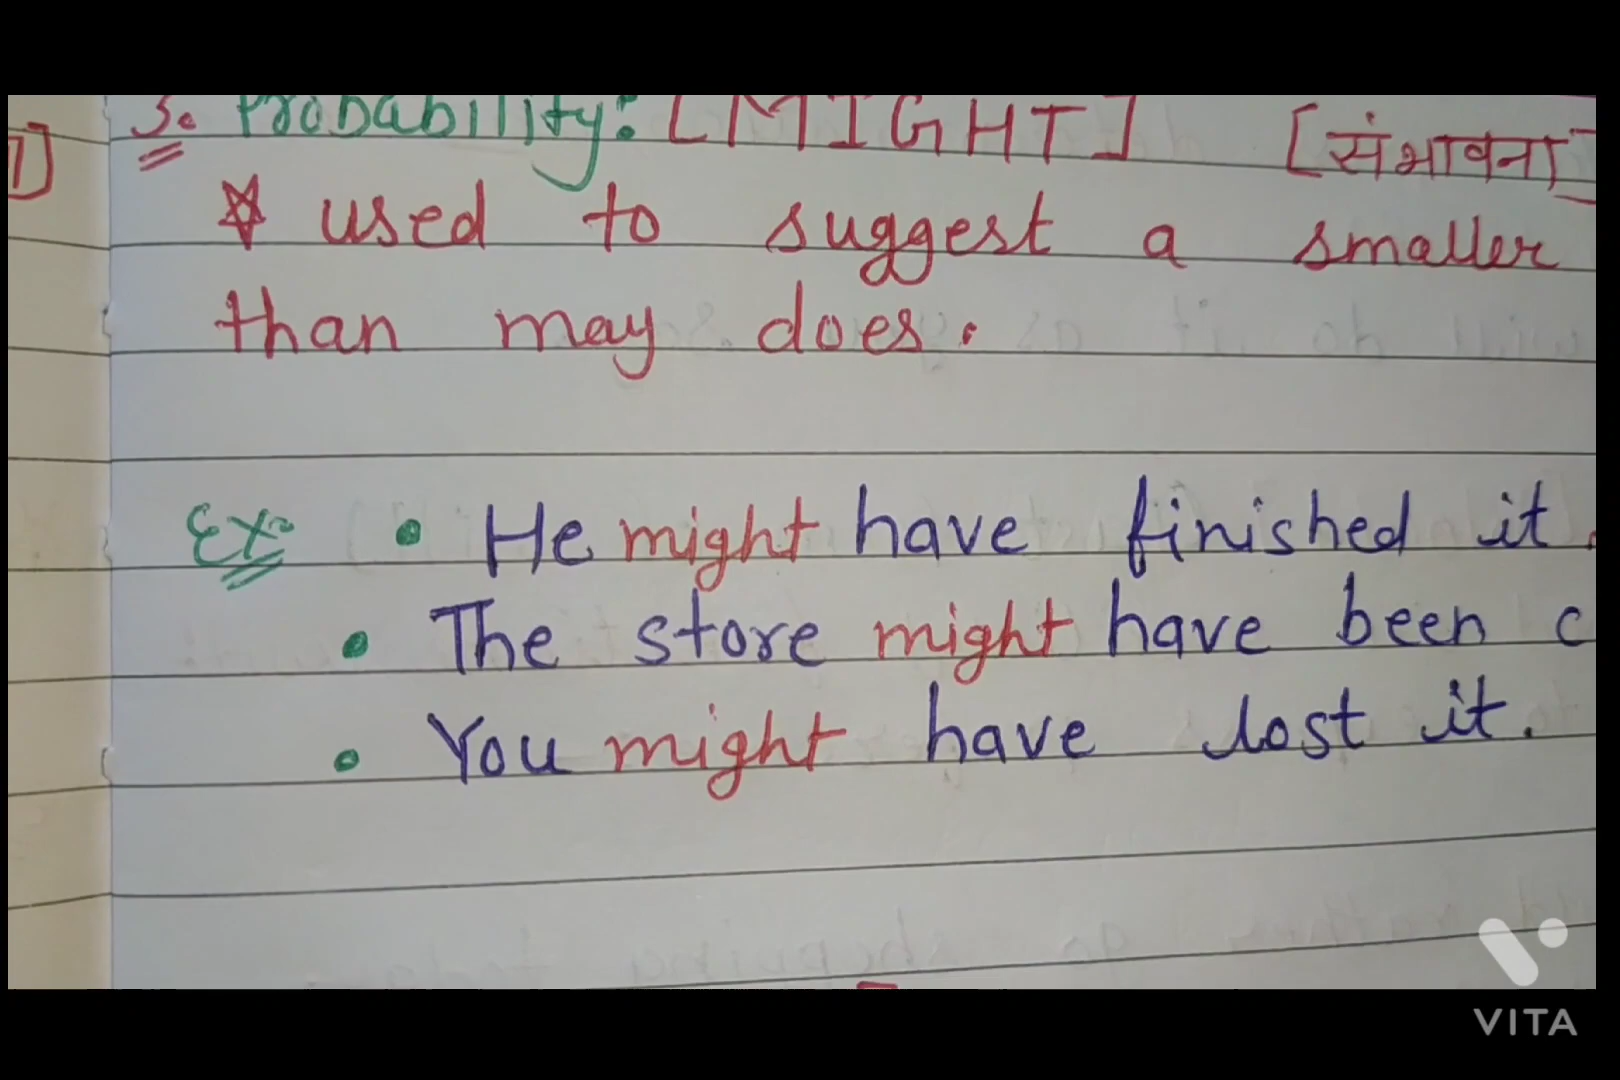 3. Probability: [MIGHT] [संभावना]
* used to suggest a smaller
than may does.
Ex. • He might have finished it.
• The store might have been
• You might have lost it.
VITA